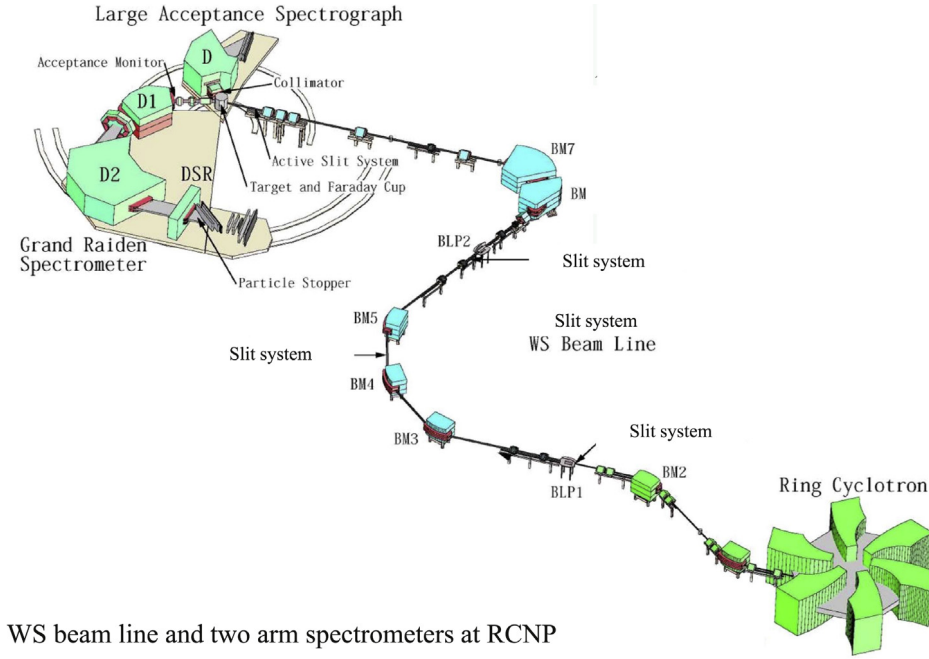 Large Acceptance Spectrograph
D
Acceptance Monitor
Collimator
D1
Active Slit System
BM7
D2
DSR
Target and Faraday Cup
BM
Grand Raiden
Spectrometer
BLP2
Slit system
Particle Stopper
BM5
Slit system
WS Beam Line
Slit system
BM4
BM3
Slit system
BLP1
BM2
Ring Cyclotron
WS beam line and two arm spectrometers at RCNP